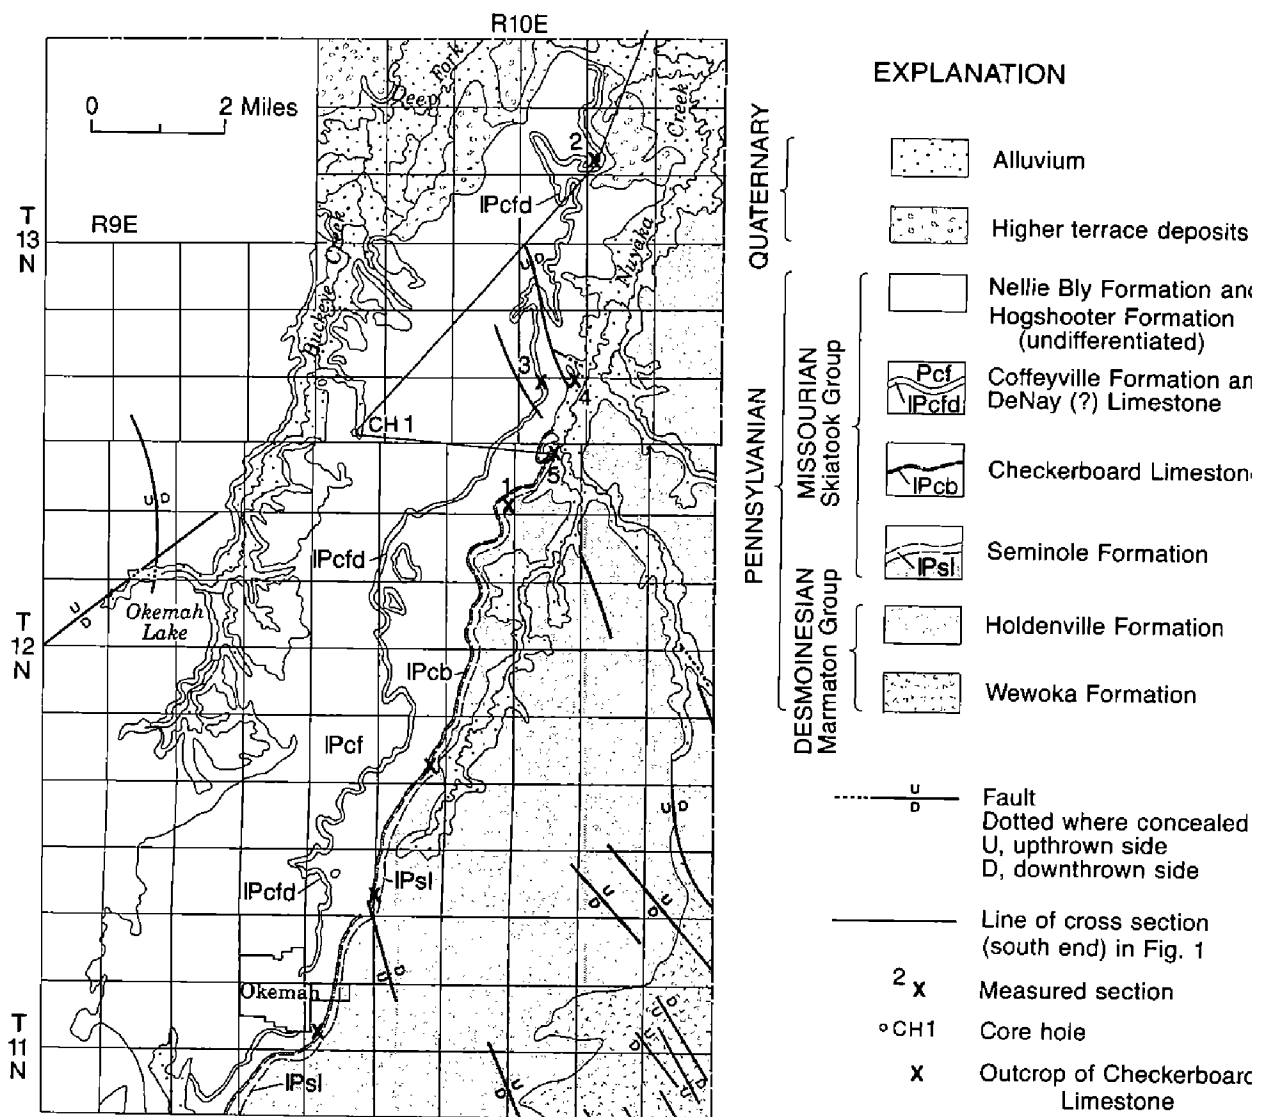 R10E
0 2 Miles
Deep Fork
Creek
2
IPcfd
T
13
N
R9E
Buckeye Creek
Nuyaka
U D
3
4
CH 1
5
1
U D
IPcfd
U
D
Okemah
Lake
T
12
N
IPcb
IPcf
U D
IPsl
IPcfd
U
D
U
D
U D
Okemah
T
11
N
IPsl
U
D
U
D
D
U
D
EXPLANATION
QUATERNARY
Alluvium
Higher terrace deposits
PENNSYLVANIAN
MISSOURIAN
Skiatook Group
Nellie Bly Formation and
Hogshooter Formation
(undifferentiated)
Pcf
IPcfd
Coffeyville Formation an
DeNay (?) Limestone
IPcb
Checkerboard Limeston
IPsl
Seminole Formation
DESMOINESIAN
Marmaton Group
Holdenville Formation
Wewoka Formation
U
D
Fault
Dotted where concealed
U, upthrown side
D, downthrown side
Line of cross section
(south end) in Fig. 1
2 X
Measured section
CH1
Core hole
X
Outcrop of Checkerboard
Limestone